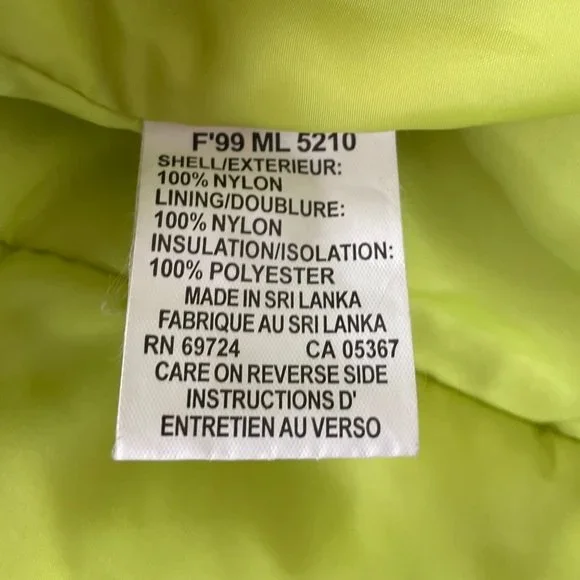 F'99 ML 5210
SHELL/EXTERIEUR:
100% NYLON
LINING/DOUBLURE:
100% NYLON
INSULATION/ISOLATION:
100% POLYESTER
MADE IN SRI LANKA
FABRIQUE AU SRI LANKA
RN 69724 CA 05367
CARE ON REVERSE SIDE
INSTRUCTIONS D'
ENTRETIEN AU VERSO